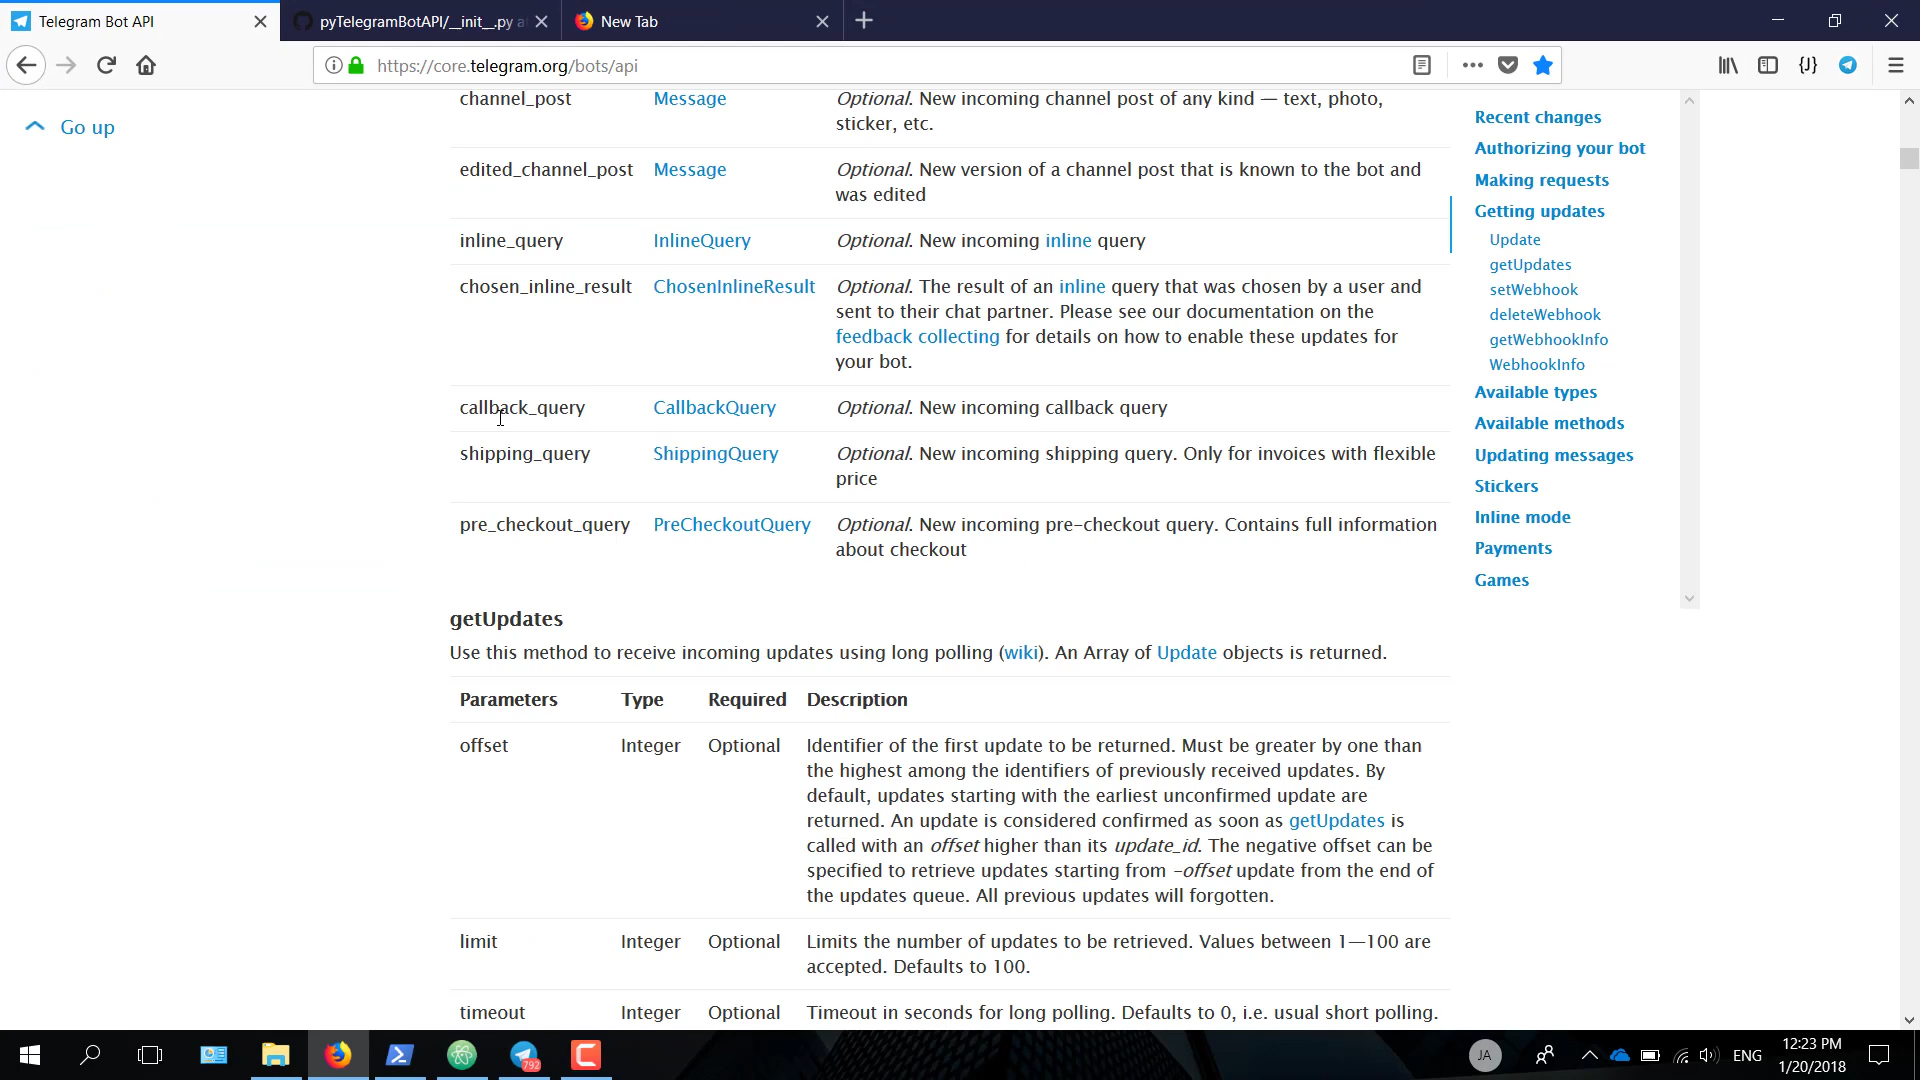 Telegram Bot API
pyTelegramBotAPI/__init__.py a
New Tab
https://core.telegram.org/bots/api
Go up
channel_post Message Optional. New incoming channel post of any kind — text, photo,
sticker, etc.
edited_channel_post Message Optional. New version of a channel post that is known to the bot and
was edited
inline_query InlineQuery Optional. New incoming inline query
chosen_inline_result ChosenInlineResult Optional. The result of an inline query that was chosen by a user and
sent to their chat partner. Please see our documentation on the
feedback collecting for details on how to enable these updates for
your bot.
callback_query CallbackQuery Optional. New incoming callback query
shipping_query ShippingQuery Optional. New incoming shipping query. Only for invoices with flexible
price
pre_checkout_query PreCheckoutQuery Optional. New incoming pre-checkout query. Contains full information
about checkout
getUpdates
Use this method to receive incoming updates using long polling (wiki). An Array of Update objects is returned.
Parameters Type Required Description
offset Integer Optional Identifier of the first update to be returned. Must be greater by one than
the highest among the identifiers of previously received updates. By
default, updates starting with the earliest unconfirmed update are
returned. An update is considered confirmed as soon as getUpdates is
called with an offset higher than its update_id. The negative offset can be
specified to retrieve updates starting from -offset update from the end of
the updates queue. All previous updates will forgotten.
limit Integer Optional Limits the number of updates to be retrieved. Values between 1—100 are
accepted. Defaults to 100.
timeout Integer Optional Timeout in seconds for long polling. Defaults to 0, i.e. usual short polling.
Recent changes
Authorizing your bot
Making requests
Getting updates
Update
getUpdates
setWebhook
deleteWebhook
getWebhookInfo
WebhookInfo
Available types
Available methods
Updating messages
Stickers
Inline mode
Payments
Games
792
JA
ENG
12:23 PM
1/20/2018